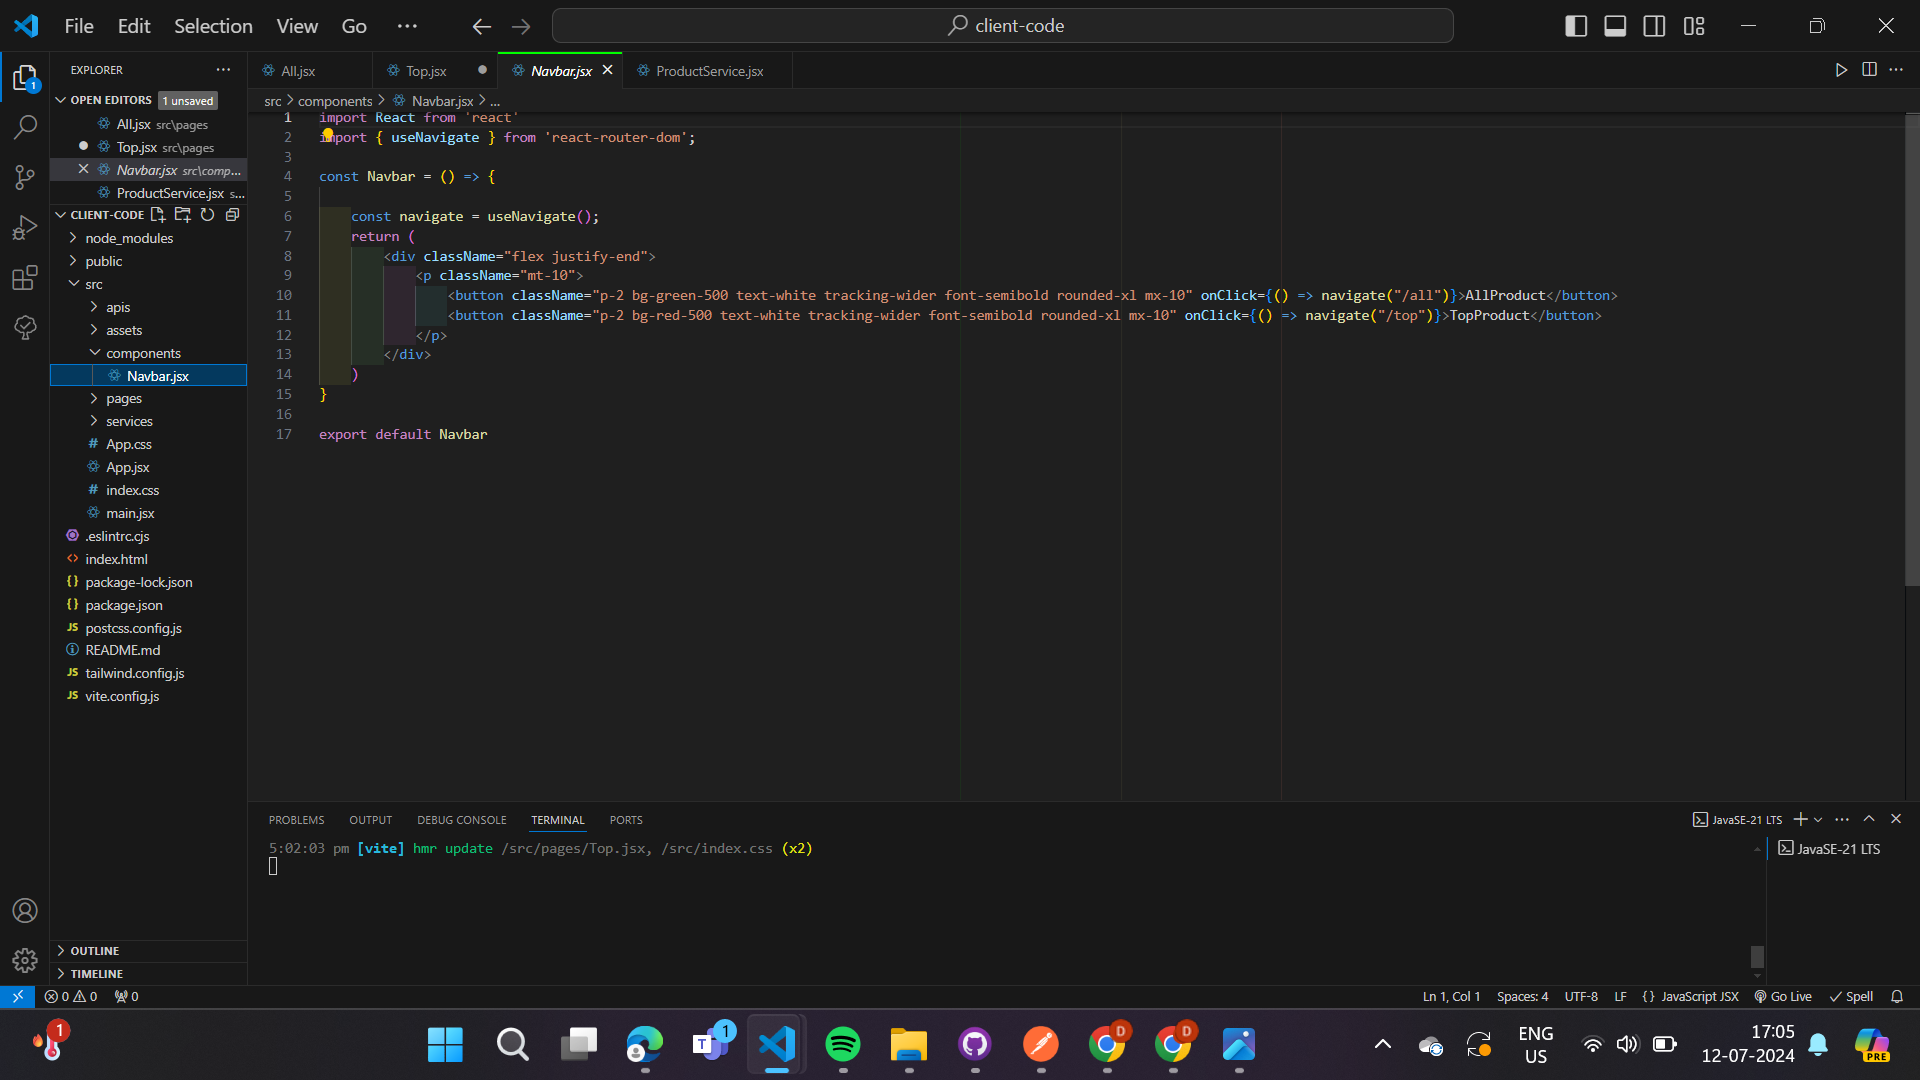 File Edit Selection View Go ... client-code
EXPLORER ...
OPEN EDITORS 1 unsaved
All.jsx src\pages
Top.jsx src\pages
Navbar.jsx src\comp...
ProductService.jsx s...
CLIENT-CODE
node_modules
public
src
apis
assets
components
Navbar.jsx
pages
services
# App.css
App.jsx
# index.css
main.jsx
.eslintrc.cjs
<> index.html
{} package-lock.json
{} package.json
JS postcss.config.js
README.md
JS tailwind.config.js
JS vite.config.js
OUTLINE
TIMELINE
All.jsx Top.jsx Navbar.jsx ProductService.jsx
src > components > Navbar.jsx > ...
1 import React from 'react'
2 import { useNavigate } from 'react-router-dom';
3
4 const Navbar = () => {
5
6 const navigate = useNavigate();
7 return (
8 <div className="flex justify-end">
9 <p className="mt-10">
10 <button className="p-2 bg-green-500 text-white tracking-wider font-semibold rounded-xl mx-10" onClick={() => navigate("/all")}>AllProduct</button>
11 <button className="p-2 bg-red-500 text-white tracking-wider font-semibold rounded-xl mx-10" onClick={() => navigate("/top")}>TopProduct</button>
12 </p>
13 </div>
14 )
15 }
16
17 export default Navbar
PROBLEMS OUTPUT DEBUG CONSOLE TERMINAL PORTS JavaSE-21 LTS
5:02:03 pm [vite] hmr update /src/pages/Top.jsx, /src/index.css (x2)
JavaSE-21 LTS
0 0 0 Ln 1, Col 1 Spaces: 4 UTF-8 LF {} JavaScript JSX Go Live Spell
1 T 1 D D ENG US 17:05 12-07-2024 PRE